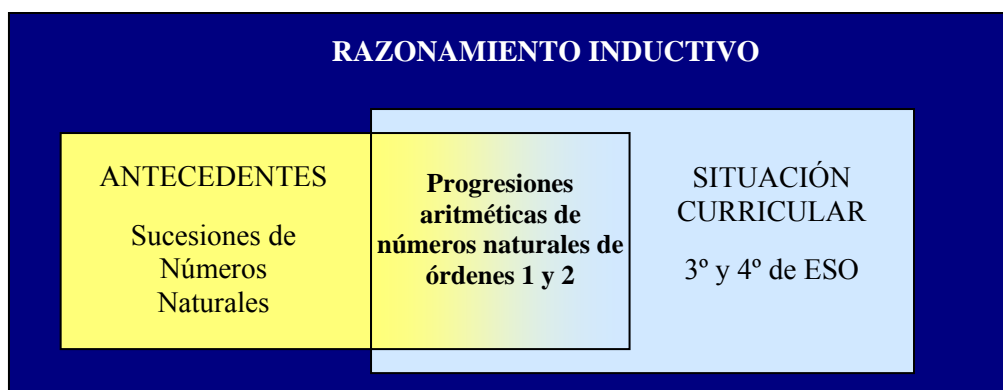 RAZONAMIENTO INDUCTIVO
ANTECEDENTES
Sucesiones de
Números
Naturales
Progresiones
aritméticas de
números naturales de
órdenes 1 y 2
SITUACIÓN
CURRICULAR
3º y 4º de ESO